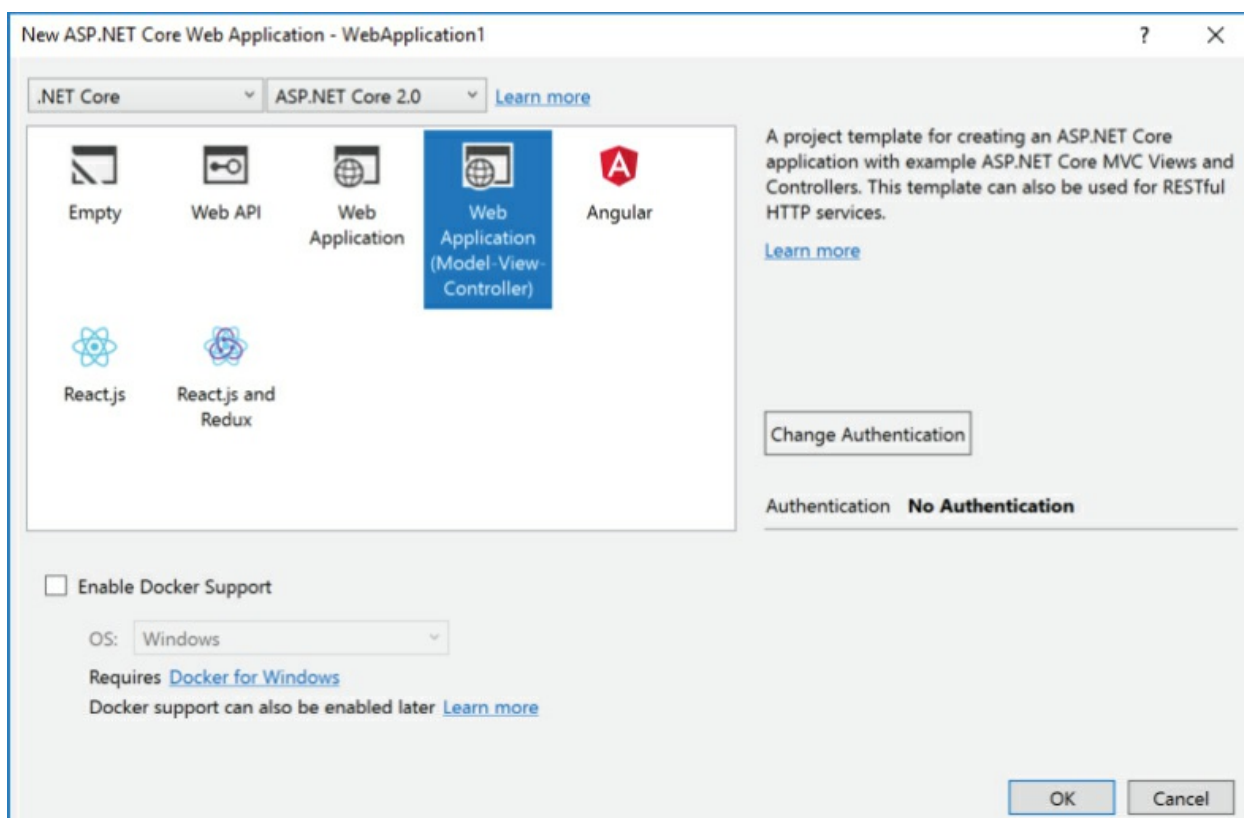 New ASP.NET Core Web Application - WebApplication1
?
.NET Core
ASP.NET Core 2.0
Learn more
Empty
Web API
Web
Application
Web
Application
(Model-View-
Controller)
Angular
React.js
React.js and
Redux
A project template for creating an ASP.NET Core
application with example ASP.NET Core MVC Views and
Controllers. This template can also be used for RESTful
HTTP services.
Learn more
Change Authentication
Authentication No Authentication
Enable Docker Support
OS: Windows
Requires Docker for Windows
Docker support can also be enabled later Learn more
OK
Cancel